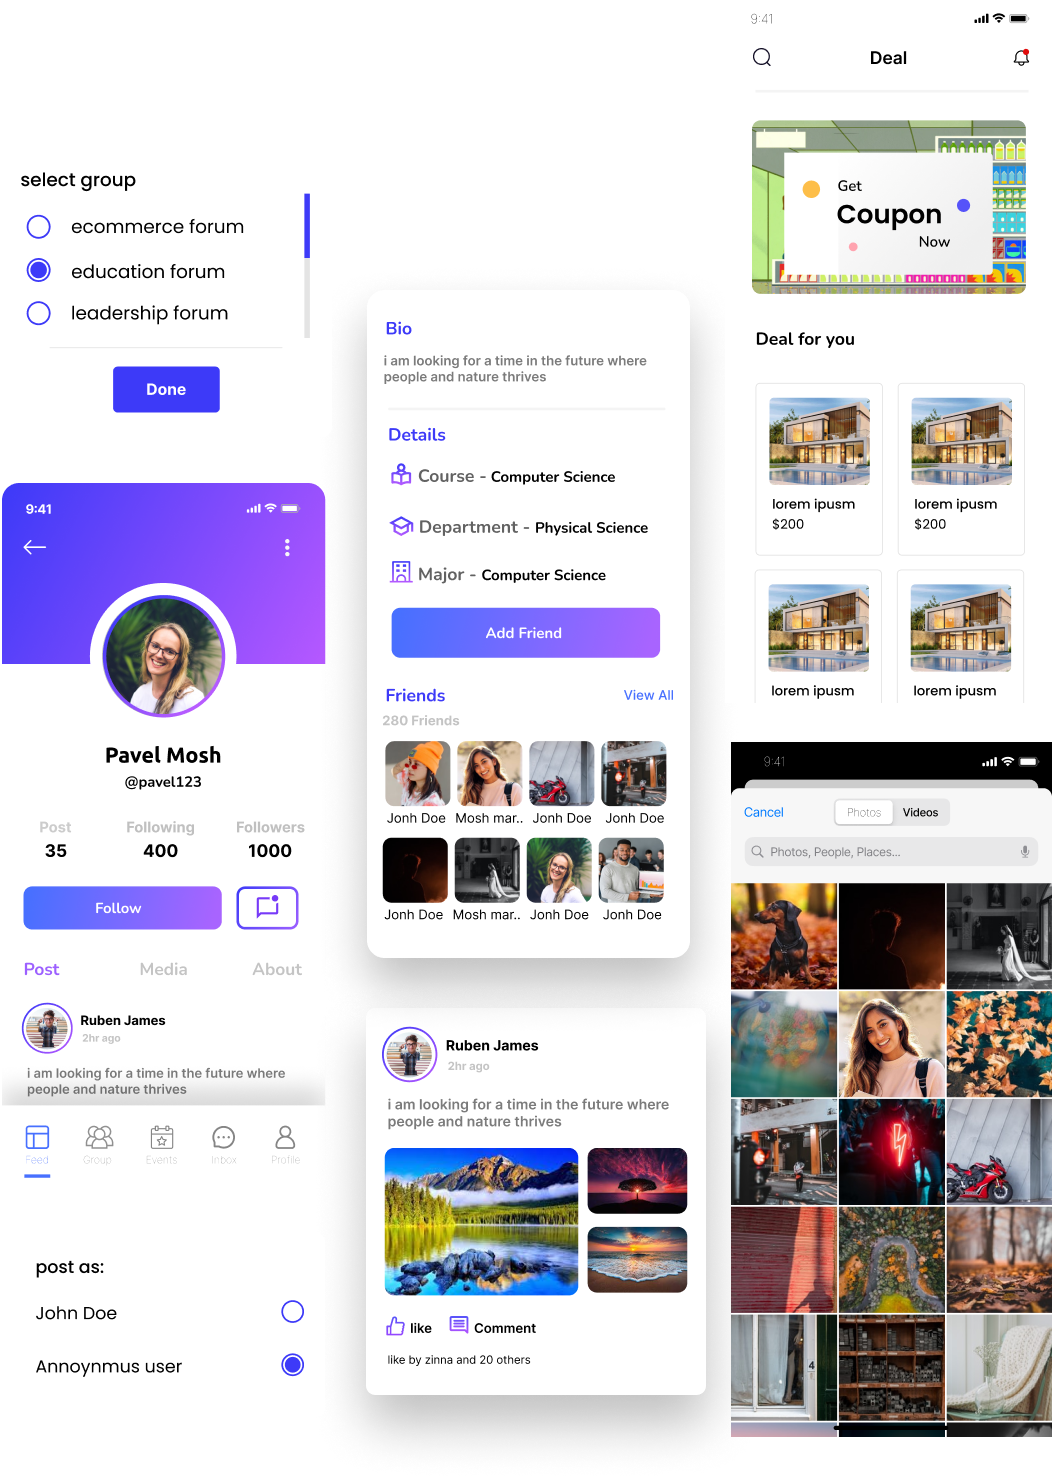 select group
ecommerce forum
education forum
leadership forum
Done
9:41
Pavel Mosh
@pavel123
Post
Following
Followers
35
400
1000
Follow
Post
Media
About
Ruben James
2hr ago
i am looking for a time in the future where
people and nature thrives
Feed
Group
Events
Inbox
Profile
post as:
John Doe
Annoynmus user
Bio
i am looking for a time in the future where
people and nature thrives
Details
Course - Computer Science
Department - Physical Science
Major - Computer Science
Add Friend
Friends
View All
280 Friends
Jonh Doe
Mosh mar..
Jonh Doe
Jonh Doe
Jonh Doe
Mosh mar..
Jonh Doe
Jonh Doe
Ruben James
2hr ago
i am looking for a time in the future where
people and nature thrives
like
Comment
like by zinna and 20 others
9:41
Deal
Get
Coupon
Now
Deal for you
lorem ipusm
$200
lorem ipusm
$200
lorem ipusm
lorem ipusm
9:41
Cancel
Photos
Videos
Photos, People, Places...
4